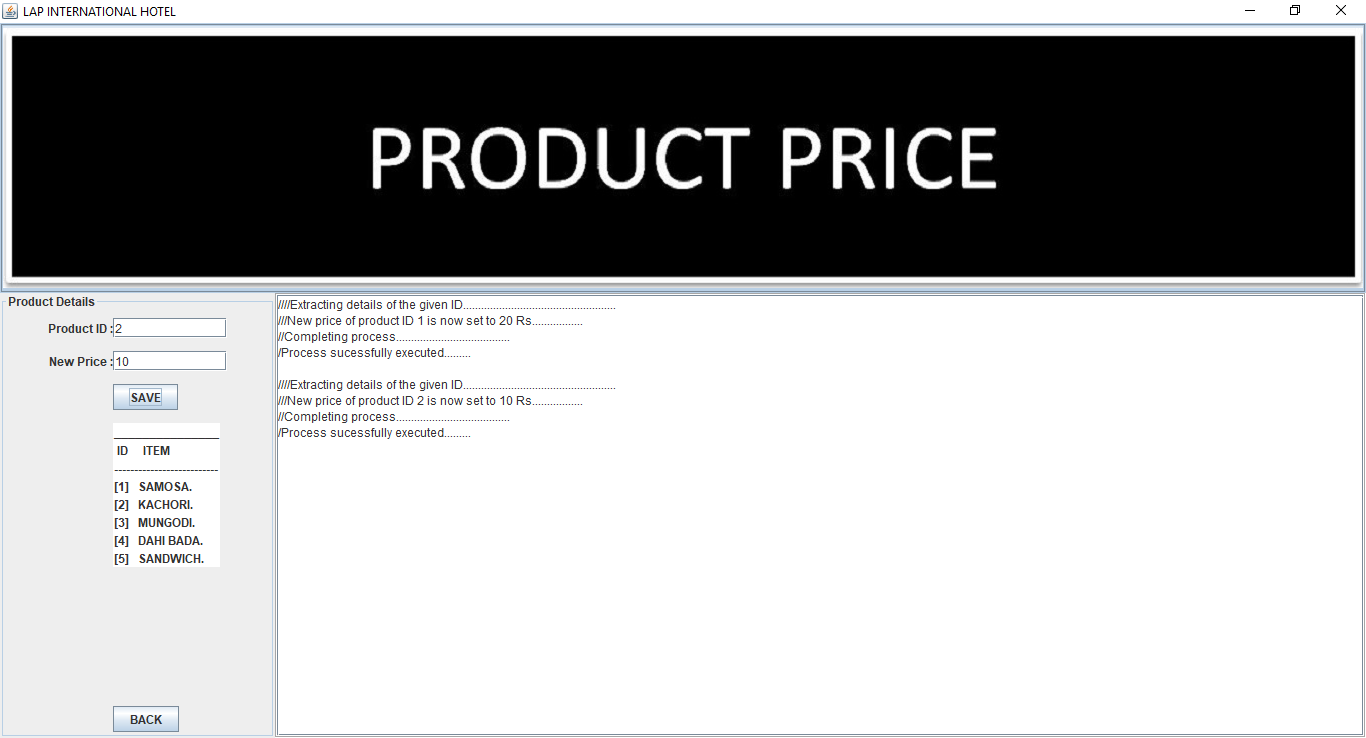 LAP INTERNATIONAL HOTEL
PRODUCT PRICE
Product Details
Product ID :2
New Price :10
SAVE
ID ITEM
--------------------------
[1] SAMOSA.
[2] KACHORI.
[3] MUNGODI.
[4] DAHI BADA.
[5] SANDWICH.
BACK
////Extracting details of the given ID...................................................
///New price of product ID 1 is now set to 20 Rs.................
//Completing process......................................
/Process sucessfully executed.........
////Extracting details of the given ID...................................................
///New price of product ID 2 is now set to 10 Rs.................
//Completing process......................................
/Process sucessfully executed.........